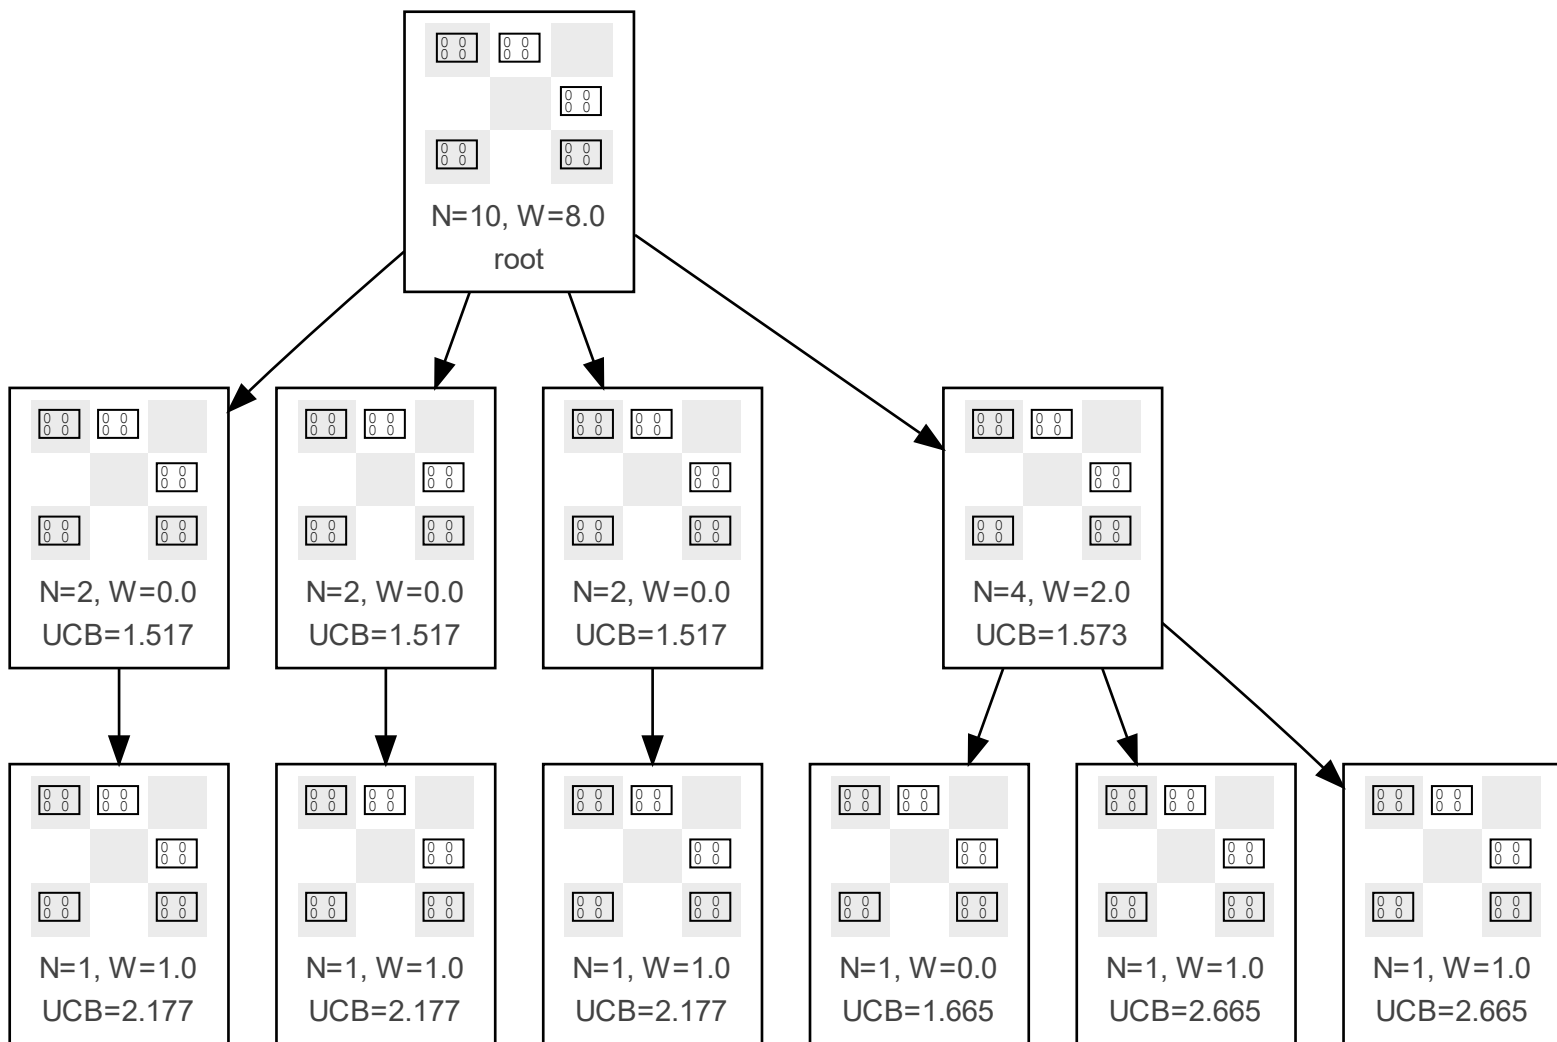 N=10, W=8.0
root
N=2, W=0.0
UCB=1.517
N=2, W=0.0
UCB=1.517
N=2, W=0.0
UCB=1.517
N=4, W=2.0
UCB=1.573
N=1, W=1.0
UCB=2.177
N=1, W=1.0
UCB=2.177
N=1, W=1.0
UCB=2.177
N=1, W=0.0
UCB=1.665
N=1, W=1.0
UCB=2.665
N=1, W=1.0
UCB=2.665